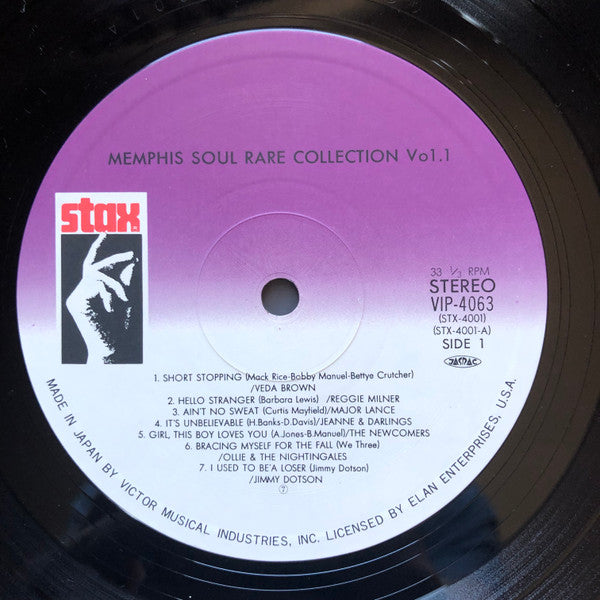 MEMPHIS SOUL RARE COLLECTION Vo1.1
stax
33 ⅓ RPM
STEREO
VIP-4063
(STX-4001)
(STX-4001-A)
SIDE 1
1. SHORT STOPPING (Mack Rice-Bobby Manuel-Bettye Crutcher)
/VEDA BROWN
2. HELLO STRANGER (Barbara Lewis) /REGGIE MILNER
3. AIN'T NO SWEAT (Curtis Mayfield)/MAJOR LANCE
4. IT'S UNBELIEVABLE (H.Banks-D.Davis)/JEANNE & DARLINGS
5. GIRL, THIS BOY LOVES YOU (A.Jones-B.Manuel)/THE NEWCOMERS
6. BRACING MYSELF FOR THE FALL (We Three)
/OLLIE & THE NIGHTINGALES
7. I USED TO BE'A LOSER (Jimmy Dotson)
/JIMMY DOTSON
MADE IN JAPAN BY VICTOR MUSICAL INDUSTRIES, INC. LICENSED BY ELAN ENTERPRISES, U.S.A.